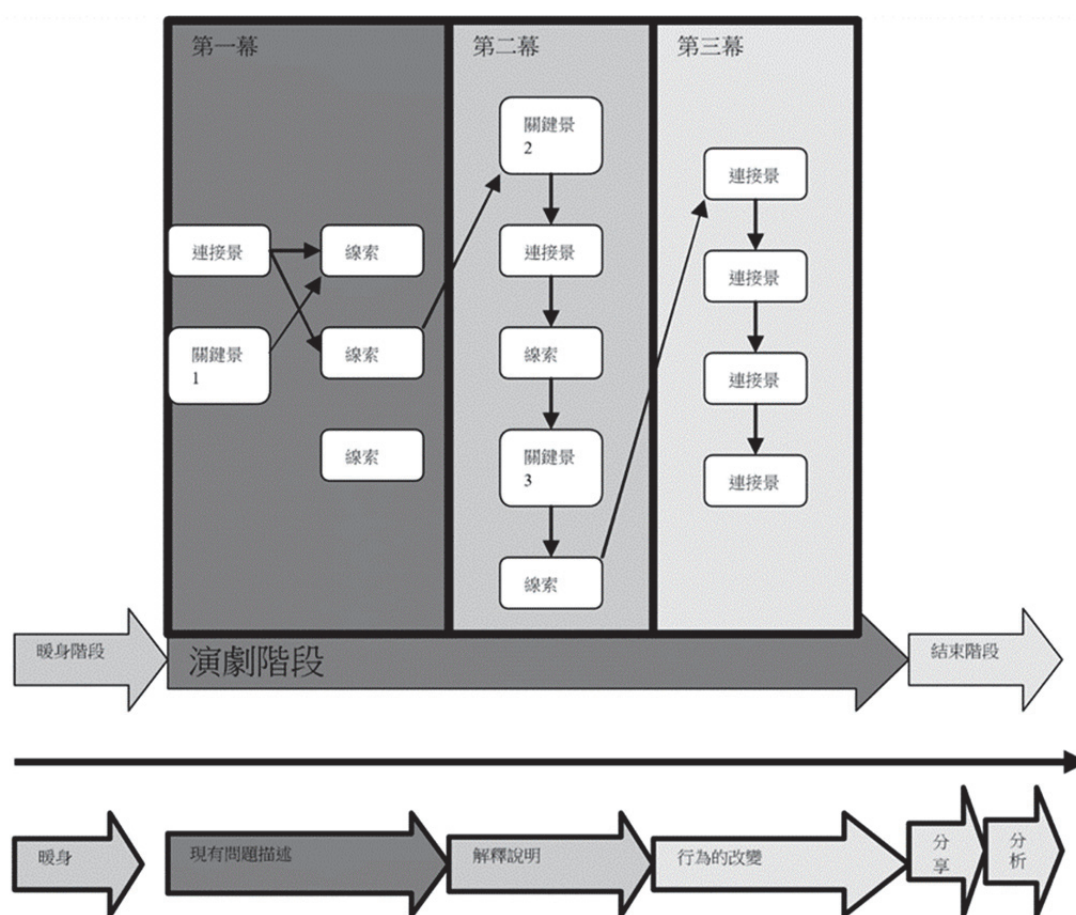 第一幕
第二幕
第三幕
關鍵景
2
連接景
連接景
線索
連接景
連接景
關鍵景
1
線索
線索
連接景
線索
關鍵景
3
連接景
線索
暖身階段
演劇階段
結束階段
暖身
現有問題描述
解釋說明
行為的改變
分
享
分
析